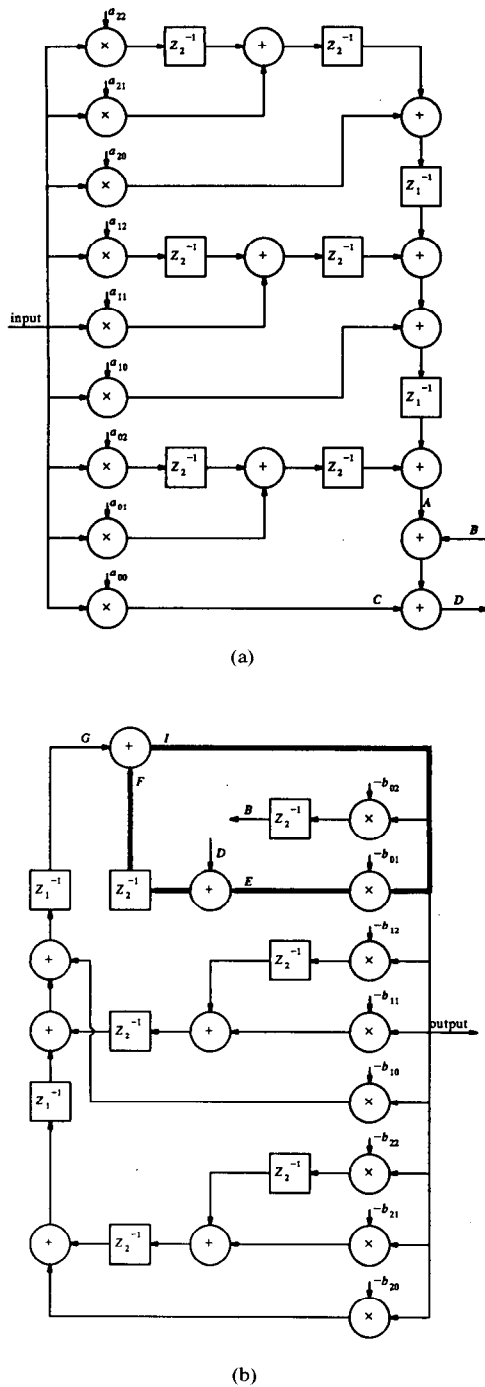 a₂₂
Z₂⁻¹ + Z₂⁻¹
×
a₂₁
× +
a₂₀
× Z₁⁻¹
a₁₂
× Z₂⁻¹ + Z₂⁻¹ +
a₁₁
input × +
a₁₀
× Z₁⁻¹
a₀₂
× Z₂⁻¹ + Z₂⁻¹ +
A
a₀₁
× + B
a₀₀
× C + D
(a)
G + I
F
−b₀₂
B Z₂⁻¹ ×
D −b₀₁
Z₁⁻¹ Z₂⁻¹ + E ×
−b₁₂
+ Z₂⁻¹ ×
−b₁₁
+ Z₂⁻¹ + × output
−b₁₀
Z₁⁻¹ ×
−b₂₂
Z₂⁻¹ ×
−b₂₁
+ Z₂⁻¹ + ×
−b₂₀
×
(b)